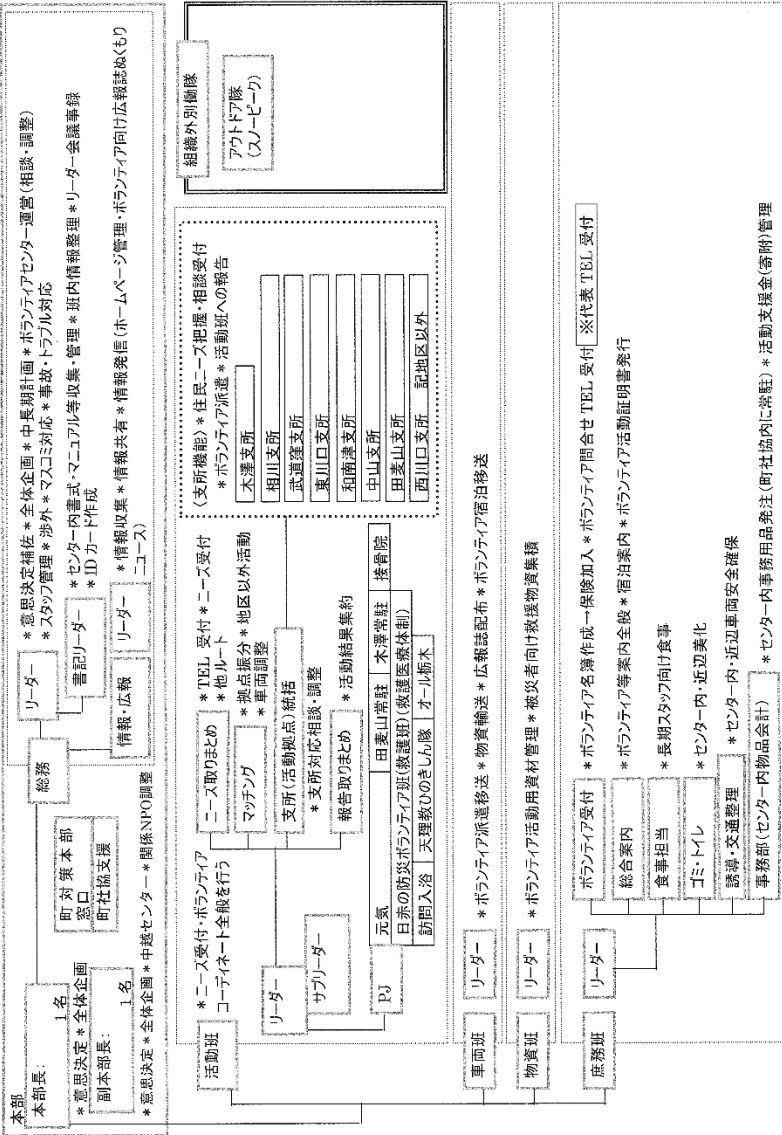 本部
本部長：
1名
＊意思決定＊全体企画
副本部長：
1名
＊意思決定＊全体企画＊中越センター＊関係NPO調整
町対策本部
窓口
町社協支援
総務
リーダー
＊意思決定補佐＊全体企画＊中長期計画＊ボランティアセンター運営（相談・調整）
＊スタッフ管理＊渉外＊マスコミ対応＊事故・トラブル対応
書記リーダー
＊センター内書式・マニュアル等収集・管理＊班内情報整理＊リーダー会議事録
＊IDカード作成
情報・広報
リーダー
＊情報収集＊情報共有＊情報発信（ホームページ管理・ボランティア向け広報誌ぬくもり
ニュース）
活動班
＊ニーズ受付・ボランティア
コーディネート全般を行う
リーダー
サブリーダー
PJ
ニーズ取りまとめ
＊TEL 受付＊ニーズ受付
＊他ルート
マッチング
＊拠点振分＊地区以外活動
＊車両調整
支所（活動拠点）統括
＊支所対応相談・調整
報告取りまとめ
＊活動結果集約
元気
田麦山常駐
木澤常駐
接骨院
日赤の防災ボランティア班（救護班）（救護医療体制）
訪問入浴
天理教ひのきしん隊
オール栃木
〈支所機能〉＊住民ニーズ把握・相談受付
＊ボランティア派遣＊活動班への報告
木澤支所
相川支所
武道窪支所
東川口支所
和南津支所
中山支所
田麦山支所
西川口支所 記地区以外
組織外別働隊
アウトドア隊
（スノーピーク）
車両班
リーダー
＊ボランティア派遣移送＊物資輸送＊広報誌配布＊ボランティア宿泊移送
物資班
リーダー
＊ボランティア活動用資材管理＊被災者向け救援物資集積
庶務班
リーダー
ボランティア受付
＊ボランティア名簿作成→保険加入＊ボランティア問合せTEL受付
※代表TEL受付
総合案内
＊ボランティア等案内全般＊宿泊案内＊ボランティア活動証明書発行
食事担当
＊長期スタッフ向け食事
ゴミ・トイレ
＊センター内・近辺美化
誘導・交通整理
＊センター内・近辺車両安全確保
事務部（センター内物品会計）
＊センター内事務用品発注（町社協内に常駐）＊活動支援金（寄附）管理